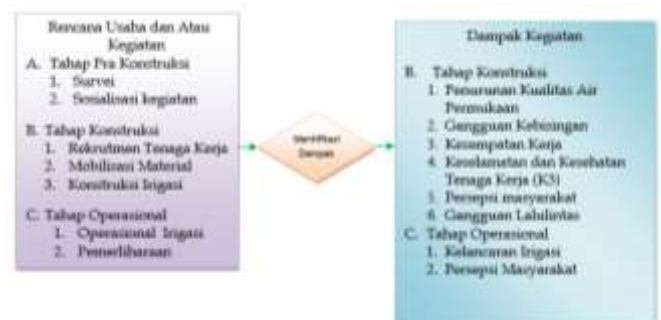 Rencana Usaha dan Atau
Kegiatan
A. Tahap Pra Konstruksi
1. Survei
2. Sosialisasi kegiatan
B. Tahap Konstruksi
1. Rekrutmen Tenaga Kerja
2. Mobilisasi Material
3. Konstruksi Irigasi
C. Tahap Operasional
1. Operasional Irigasi
2. Pemerliharaan
Identifikasi
Dampak
Dampak Kegiatan
B. Tahap Konstruksi
1. Penurunan Kualitas Air
Permukaan
2. Gangguan Kebisingan
3. Kesempatan Kerja
4. Keselamatan dan Kesehatan
Tenaga Kerja (K3)
5. Persepsi masyarakat
6. Gangguan Lalulintas
C. Tahap Operasional
1. Kelancaran Irigasi
2. Persepsi Masyarakat